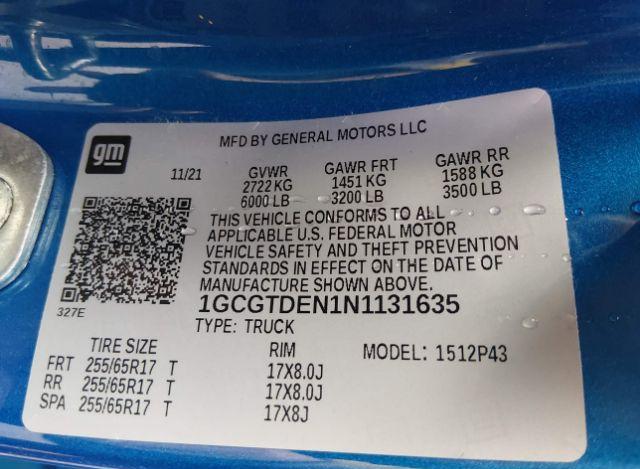 gm
MFD BY GENERAL MOTORS LLC
11/21 GVWR GAWR FRT GAWR RR
2722 KG 1451 KG 1588 KG
6000 LB 3200 LB 3500 LB
THIS VEHICLE CONFORMS TO ALL
APPLICABLE U.S. FEDERAL MOTOR
VEHICLE SAFETY AND THEFT PREVENTION
STANDARDS IN EFFECT ON THE DATE OF
MANUFACTURE SHOWN ABOVE.
327E
1GCGTDEN1N1131635
TYPE: TRUCK
TIRE SIZE RIM MODEL: 1512P43
FRT 255/65R17 T 17X8.0J
RR 255/65R17 T 17X8.0J
SPA 255/65R17 T 17X8J